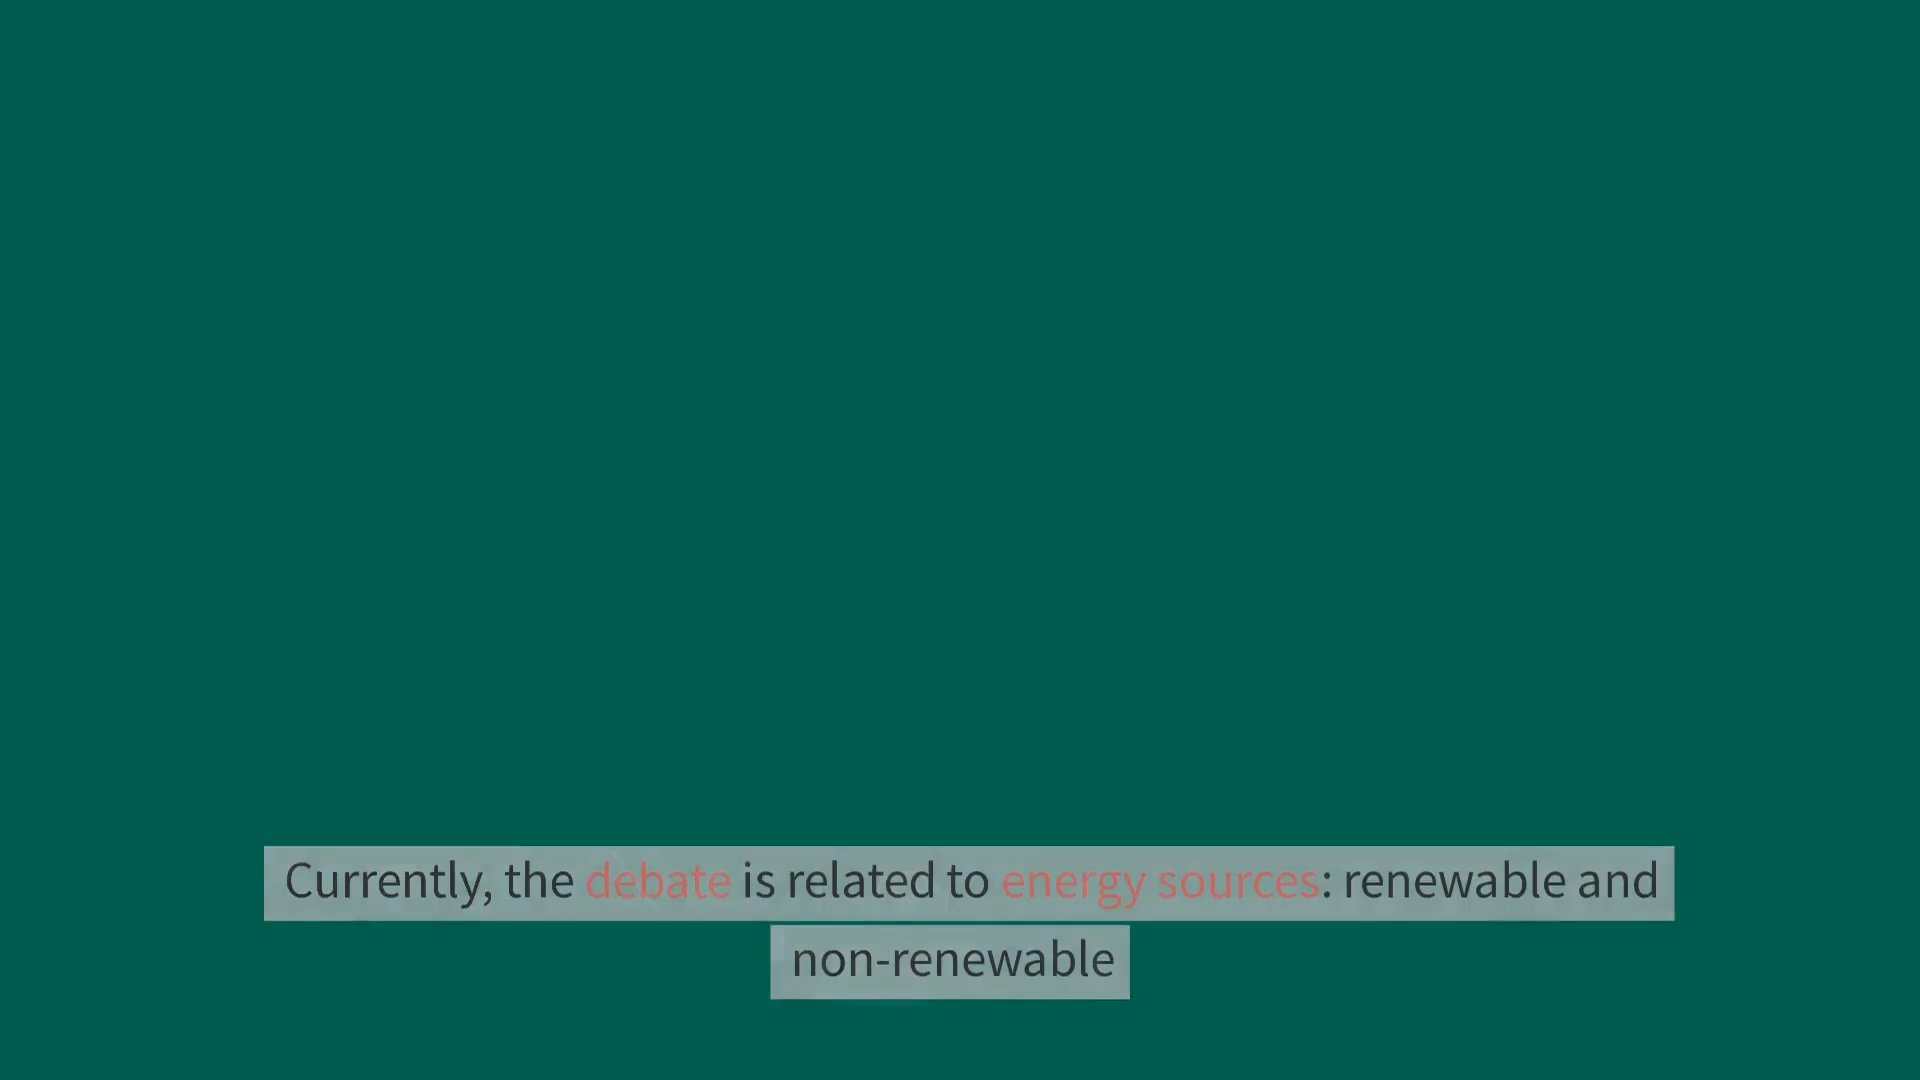 Currently, the debate is related to energy sources: renewable and
non-renewable